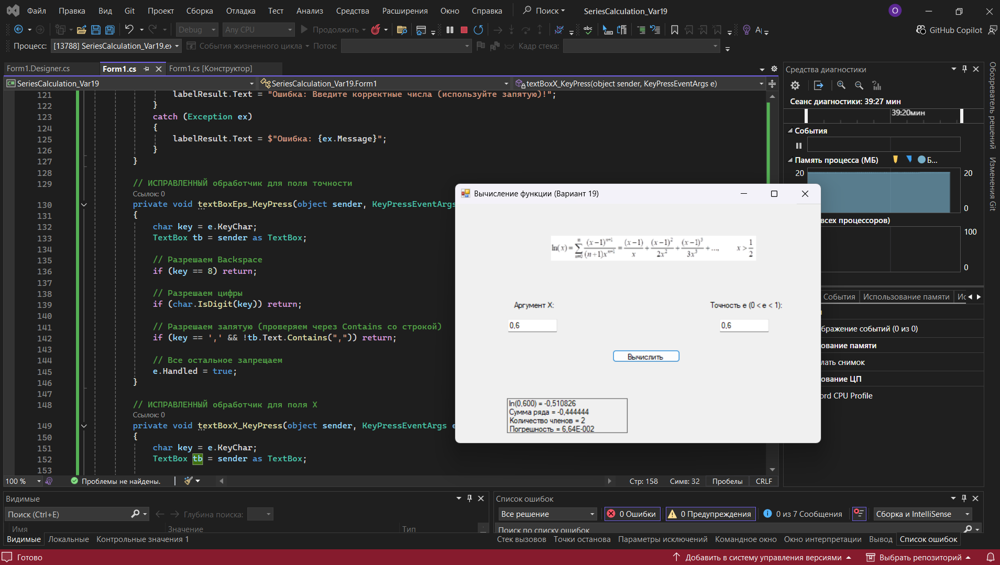 Файл Правка Вид Git Проект Сборка Отладка Тест Анализ Средства Расширения Окно Справка Поиск SeriesCalculation_Var19 O
Debug Any CPU Продолжить GitHub Copilot
Процесс: [13788] SeriesCalculation_Var19.ex События жизненного цикла Поток: Кадр стека:
Form1.Designer.cs Form1.cs Form1.cs [Конструктор]
SeriesCalculation_Var19 SeriesCalculation_Var19.Form1 textBoxX_KeyPress(object sender, KeyPressEventArgs e)
121 labelResult.Text = "Ошибка: Введите корректные числа (используйте запятую)!";
122 }
123 catch (Exception ex)
124 {
125 labelResult.Text = $"Ошибка: {ex.Message}";
126 }
127 }
128
129 // ИСПРАВЛЕННЫЙ обработчик для поля точности
Ссылок: 0
130 private void textBoxEps_KeyPress(object sender, KeyPressEventArgs
131 {
132 char key = e.KeyChar;
133 TextBox tb = sender as TextBox;
134
135 // Разрешаем Backspace
136 if (key == 8) return;
137
138 // Разрешаем цифры
139 if (char.IsDigit(key)) return;
140
141 // Разрешаем запятую (проверяем через Contains со строкой)
142 if (key == ',' && !tb.Text.Contains(",")) return;
143
144 // Все остальное запрещаем
145 e.Handled = true;
146 }
147
148 // ИСПРАВЛЕННЫЙ обработчик для поля X
Ссылок: 0
149 private void textBoxX_KeyPress(object sender, KeyPressEventArgs e
150 {
151 char key = e.KeyChar;
152 TextBox tb = sender as TextBox;
153
100 % Проблемы не найдены. Стр: 158 Симв: 32 Пробелы CRLF
Вычисление функции (Вариант 19)
ln(x) = ∑_{n=0}^{∞} (x−1)^{n+1}/((n+1)x^{n+1}) = (x−1)/x + (x−1)²/2x² + (x−1)³/3x³ + ..., x > 1/2
Аргумент X: Точность e (0 < e < 1):
0,6 0,6
Вычислить
ln(0,600) = -0,510826
Сумма ряда = -0,444444
Количество членов = 2
Погрешность = 6,64E-002
Средства диагностики
Сеанс диагностики: 39:27 мин
39:20мин
События
Память процесса (МБ) Б...
20 20
0
всех процессоров)
100
0
События Использование памяти Ис
бражение событий (0 из 0)
ование памяти
лать снимок
ование ЦП
ord CPU Profile
Обозреватель решений
Изменения Git
Видимые
Поиск (Ctrl+E) Глубина поиска:
Имя Значение Тип
Видимые Локальные Контрольные значения 1
Список ошибок
Все решение 0 Ошибки 0 Предупреждения 0 из 7 Сообщения Сборка и IntelliSense
Поиск по списку ошибок
Стек вызовов Точки останова Параметры исключений Командное окно Окно интерпретации Вывод Список ошибок
Готово Добавить в систему управления версиями Выбрать репозиторий